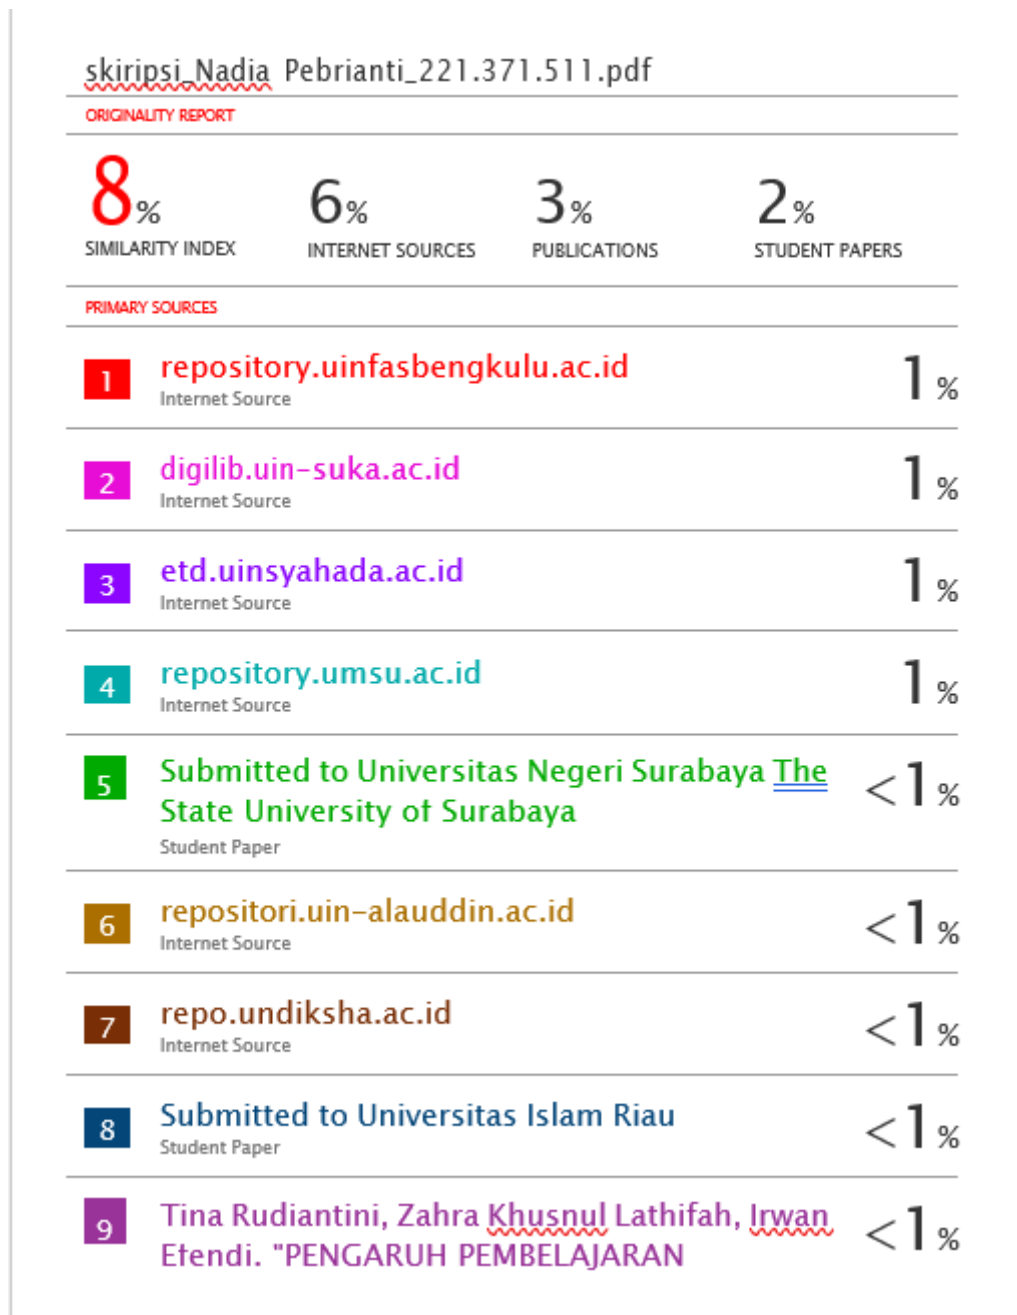 skiripsi_Nadia Pebrianti_221.371.511.pdf
ORIGINALITY REPORT
8% 6% 3% 2%
SIMILARITY INDEX INTERNET SOURCES PUBLICATIONS STUDENT PAPERS
PRIMARY SOURCES
1 repository.uinfasbengkulu.ac.id 1%
Internet Source
2 digilib.uin-suka.ac.id 1%
Internet Source
3 etd.uinsyahada.ac.id 1%
Internet Source
4 repository.umsu.ac.id 1%
Internet Source
5 Submitted to Universitas Negeri Surabaya The <1%
State University of Surabaya
Student Paper
6 repositori.uin-alauddin.ac.id <1%
Internet Source
7 repo.undiksha.ac.id <1%
Internet Source
8 Submitted to Universitas Islam Riau <1%
Student Paper
9 Tina Rudiantini, Zahra Khusnul Lathifah, Irwan <1%
Efendi. "PENGARUH PEMBELAJARAN